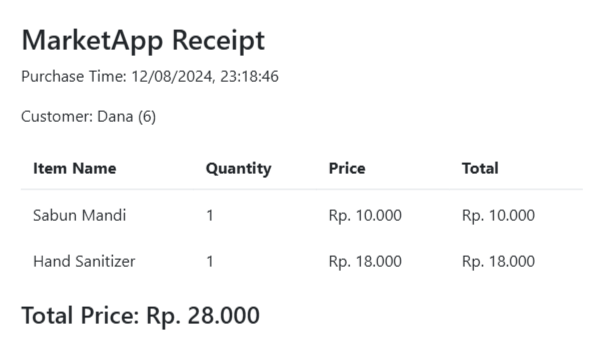 MarketApp Receipt
Purchase Time: 12/08/2024, 23:18:46
Customer: Dana (6)
Item Name Quantity Price Total
Sabun Mandi 1 Rp. 10.000 Rp. 10.000
Hand Sanitizer 1 Rp. 18.000 Rp. 18.000
Total Price: Rp. 28.000